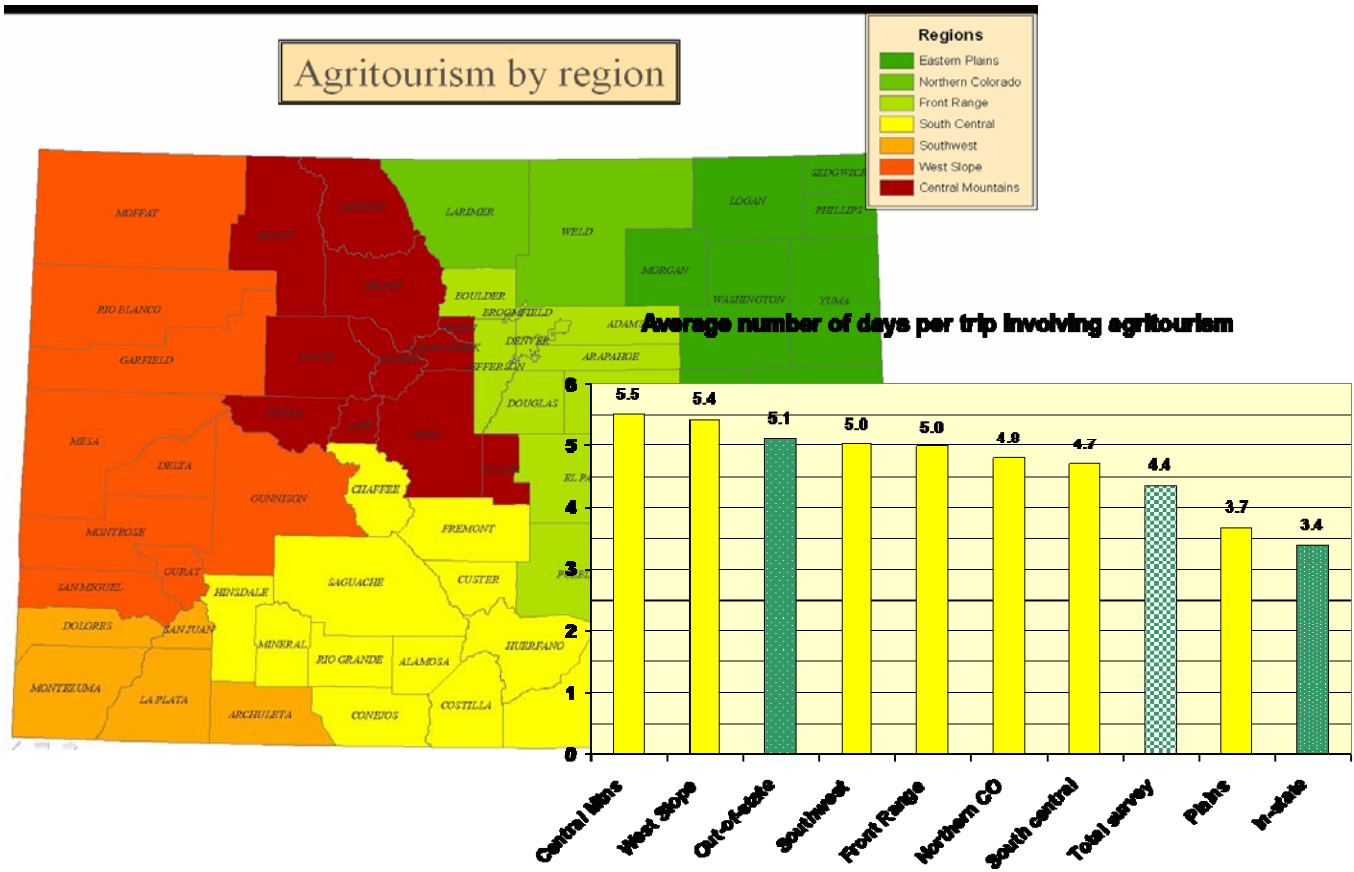 Agritourism by region
Regions
Eastern Plains
Northern Colorado
Front Range
South Central
Southwest
West Slope
Central Mountains
MOFFAT
LARIMER
WELD
LOGAN
PHILLIPS
MORGAN
WASHINGTON
YUMA
RIO BLANCO
BOULDER
BROOMFIELD
GARFIELD
DENVER
ARAPAHOE
DOUGLAS
MESA
DELTA
GUNNISON
CHAFFEE
FREMONT
MONTROSE
OURAY
SAN MIGUEL
HINSDALE
SAGUACHE
CUSTER
DOLORES
SAN JUAN
MINERAL
RIO GRANDE
ALAMOSA
HUERFANO
MONTEZUMA
LA PLATA
ARCHULETA
CONEJOS
COSTILLA
Average number of days per trip involving agritourism
6
5
4
3
2
1
0
5.5
5.4
5.1
5.0
5.0
4.8
4.7
4.4
3.7
3.4
Central Mtns
West Slope
Out-of-state
Southwest
Front Range
Northern CO
South central
Total survey
Plains
In-state